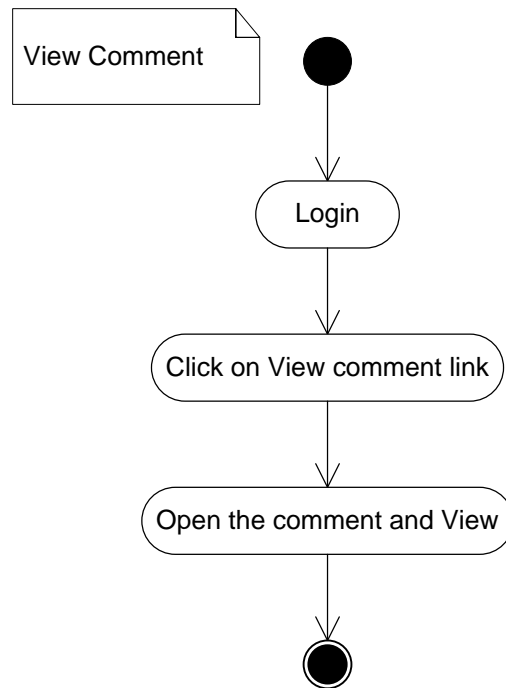 View Comment
Login
Click on View comment link
Open the comment and View